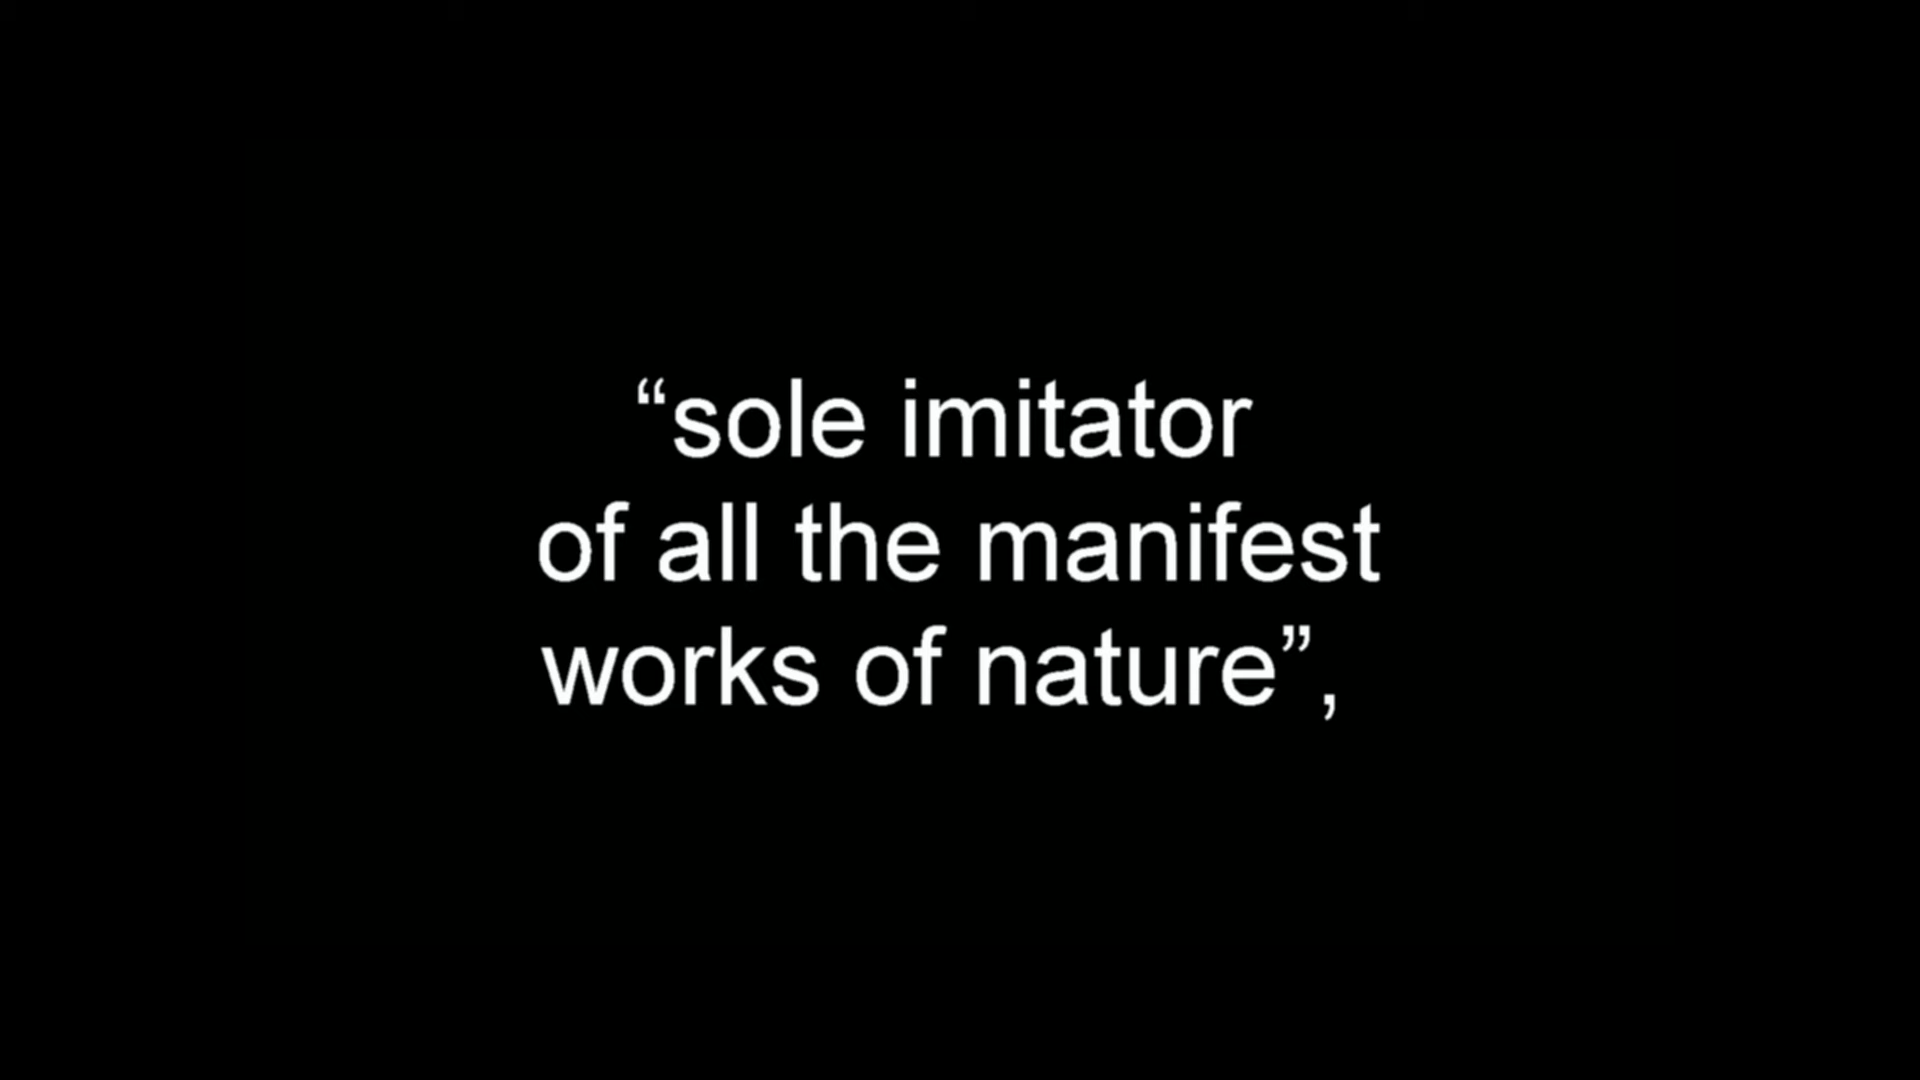 “sole imitator
of all the manifest
works of nature”,